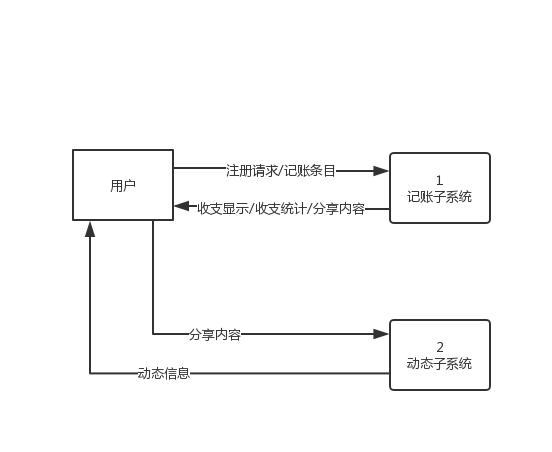 注册请求/记账条目
用户
1
记账子系统
收支显示/收支统计/分享内容
分享内容
2
动态子系统
动态信息